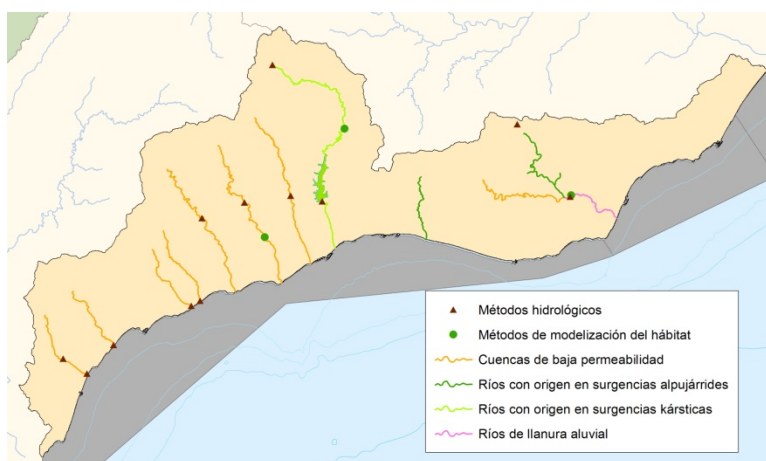 Métodos hidrológicos
Métodos de modelización del hábitat
Cuencas de baja permeabilidad
Ríos con origen en surgencias alpujárrides
Ríos con origen en surgencias kársticas
Ríos de llanura aluvial